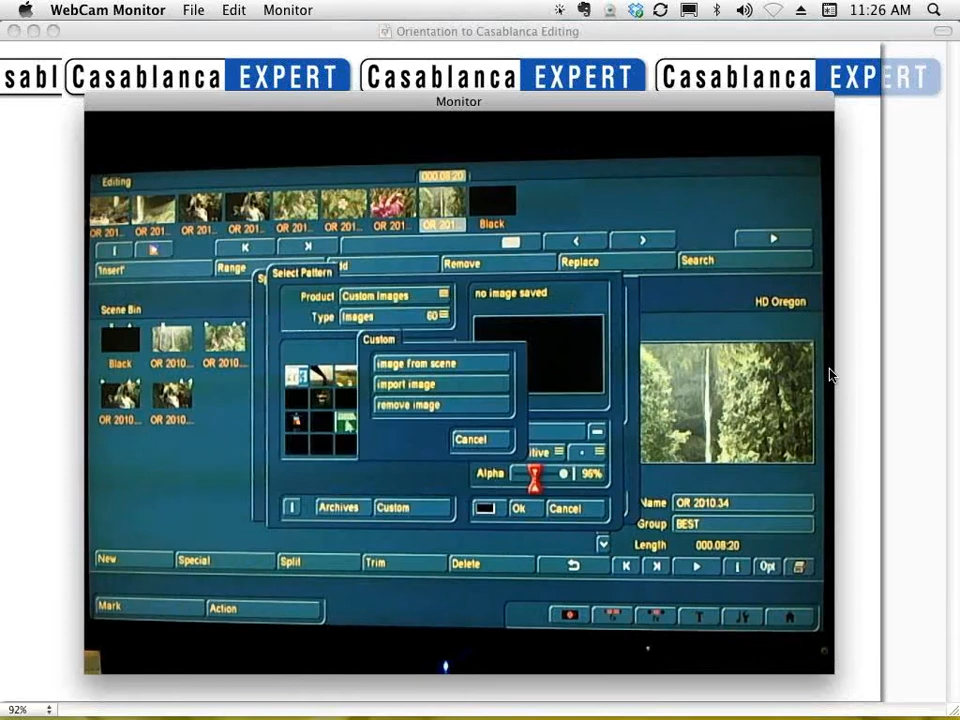 WebCam Monitor File Edit Monitor 11:26 AM
Orientation to Casablanca Editing
sabl Casablanca EXPERT Casablanca EXPERT Casablanca EXPERT
Monitor
Editing
000:08:20
OR 201... OR 201... OR 201... OR 201... OR 201... OR 201... OR 201... OR 201... Black
'Insert' Range Remove Replace Search
Select Pattern
Product Custom Images no image saved
Type Images 60
Scene Bin HD Oregon
Custom
image from scene
import image
remove image
Cancel
Black OR 2010... OR 2010...
OR 2010... OR 2010...
Alpha 96%
Archives Custom Ok Cancel
Name OR 2010.34
Group BEST
Length 000:08:20
New Special Split Trim Delete Opt
Mark Action
92%